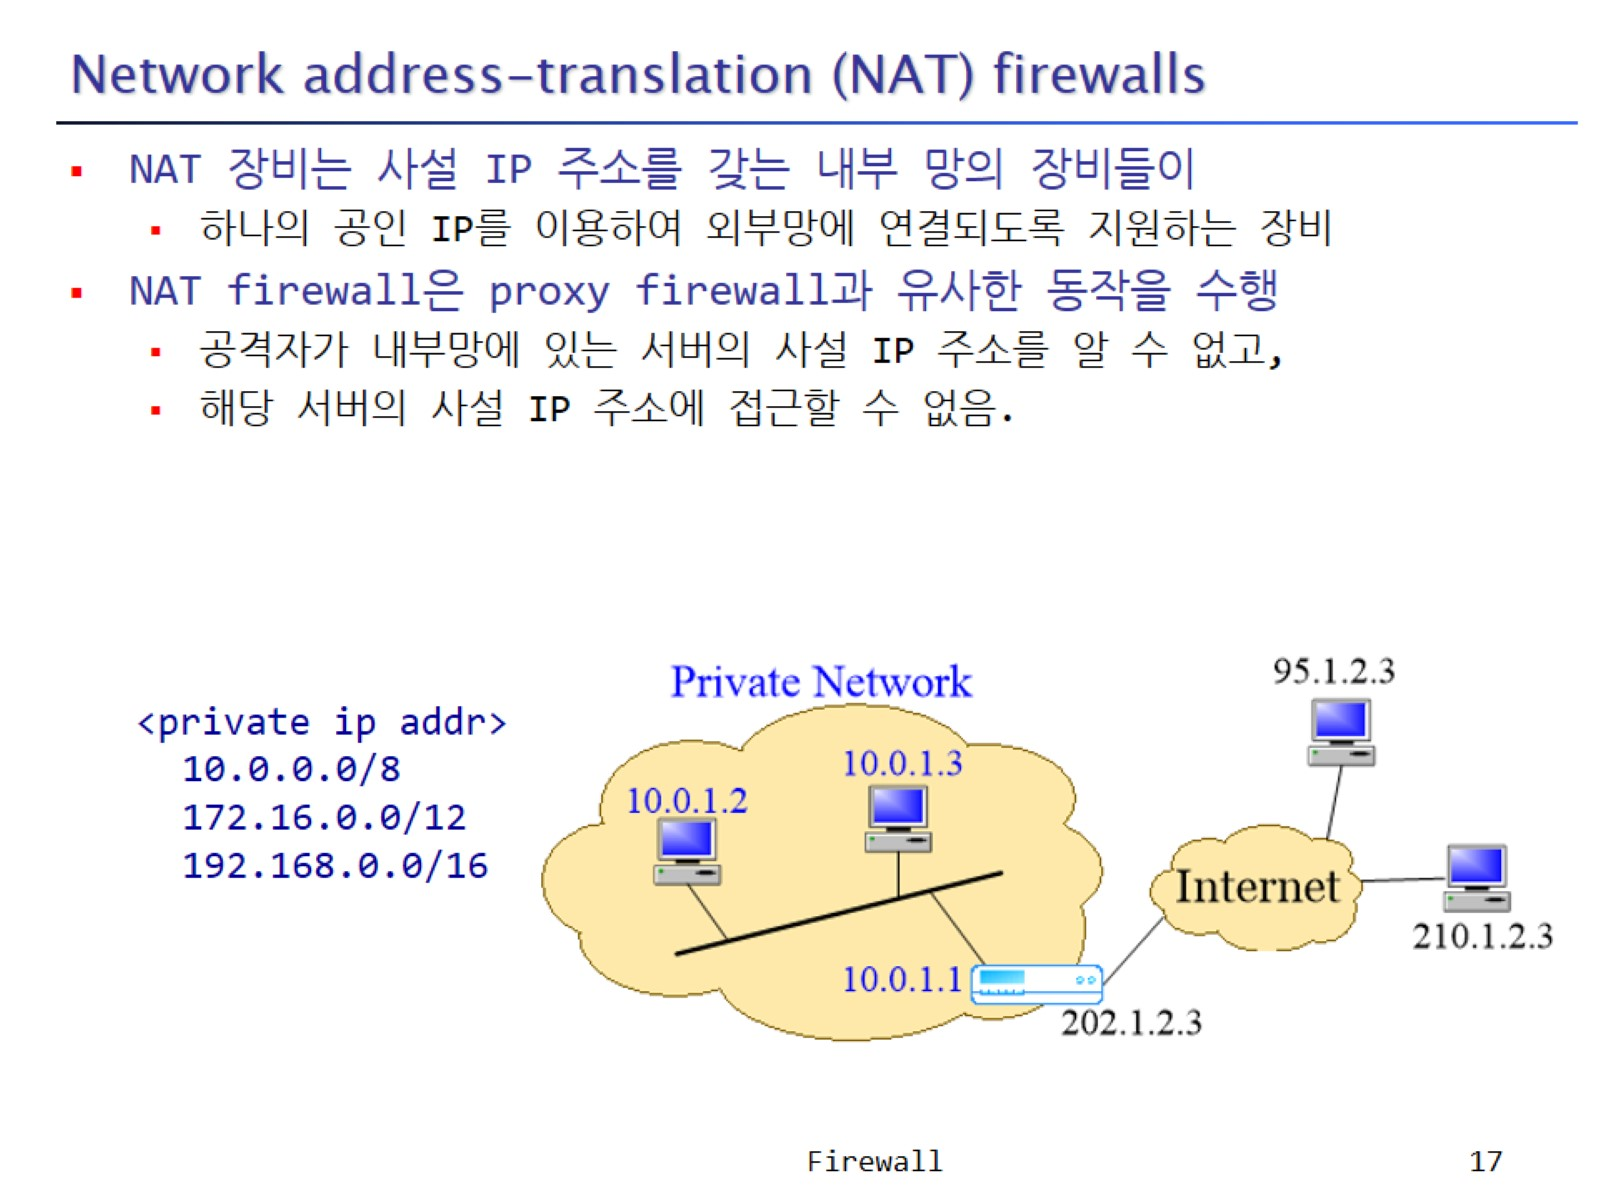 Network address-translation (NAT) firewalls
NAT 장비는 사설 IP 주소를 갖는 내부 망의 장비들이
하나의 공인 IP를 이용하여 외부망에 연결되도록 지원하는 장비
NAT firewall은 proxy firewall과 유사한 동작을 수행
공격자가 내부망에 있는 서버의 사설 IP 주소를 알 수 없고,
해당 서버의 사설 IP 주소에 접근할 수 없음.
<private ip addr>
10.0.0.0/8
172.16.0.0/12
192.168.0.0/16
Private Network
10.0.1.2
10.0.1.3
10.0.1.1
202.1.2.3
Internet
95.1.2.3
210.1.2.3
Firewall
17